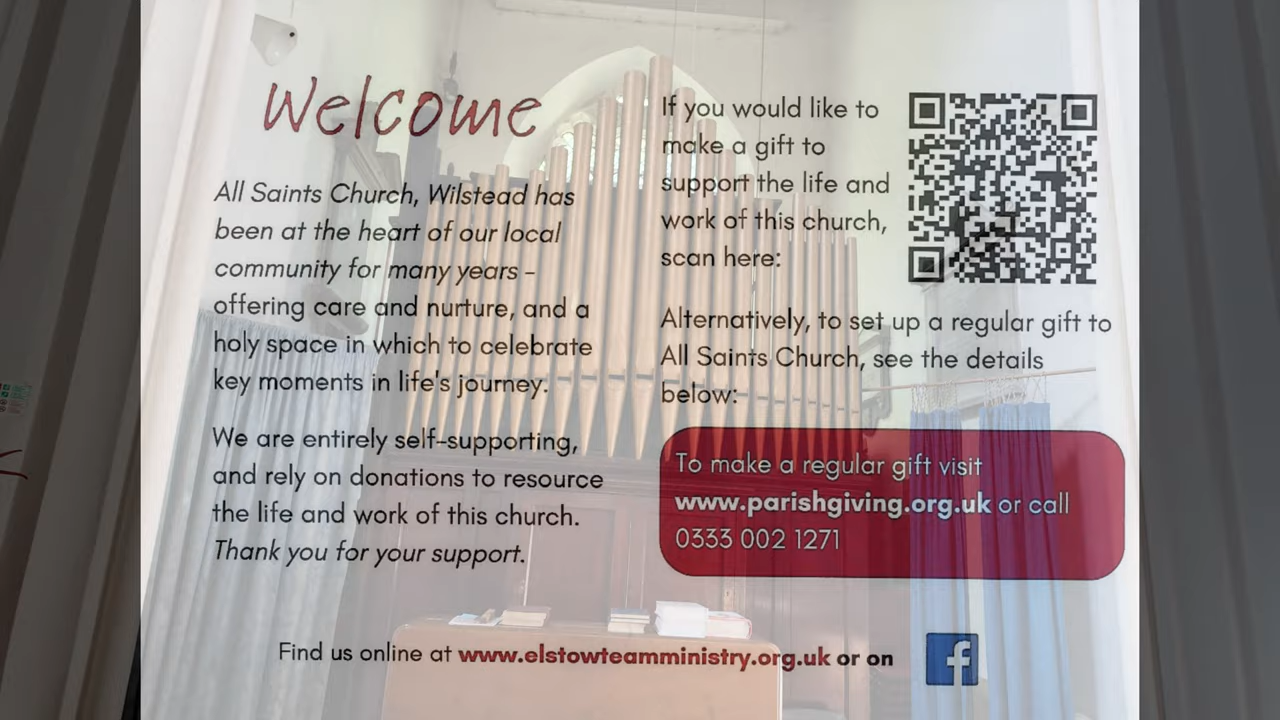 Welcome
All Saints Church, Wilstead has
been at the heart of our local
community for many years -
offering care and nurture, and a
holy space in which to celebrate
key moments in life's journey.
We are entirely self-supporting,
and rely on donations to resource
the life and work of this church.
Thank you for your support.
If you would like to
make a gift to
support the life and
work of this church,
scan here:
Alternatively, to set up a regular gift to
All Saints Church, see the details
below:
To make a regular gift visit
www.parishgiving.org.uk or call
0333 002 1271
Find us online at www.elstowteamministry.org.uk or on